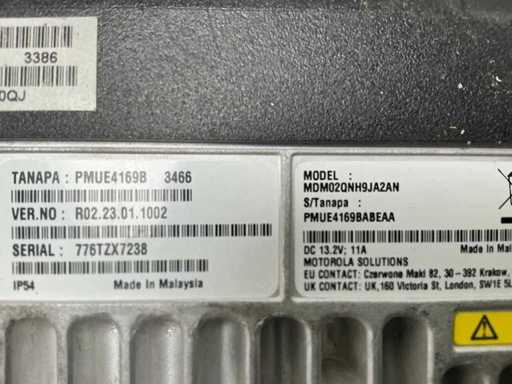 3386
0QJ
TANAPA : PMUE4169B 3466
VER.NO : R02.23.01.1002
SERIAL : 776TZX7238
IP54 Made In Malaysia
MODEL :
MDM02QNH9JA2AN
S/Tanapa :
PMUE4169BABEAA
DC 13.2V; 11A Made In Mal
MOTOROLA SOLUTIONS
EU CONTACT: Czerwone Maki 82, 30-392 Krakow,
UK CONTACT: UK,160 Victoria St, London, SW1E 5L